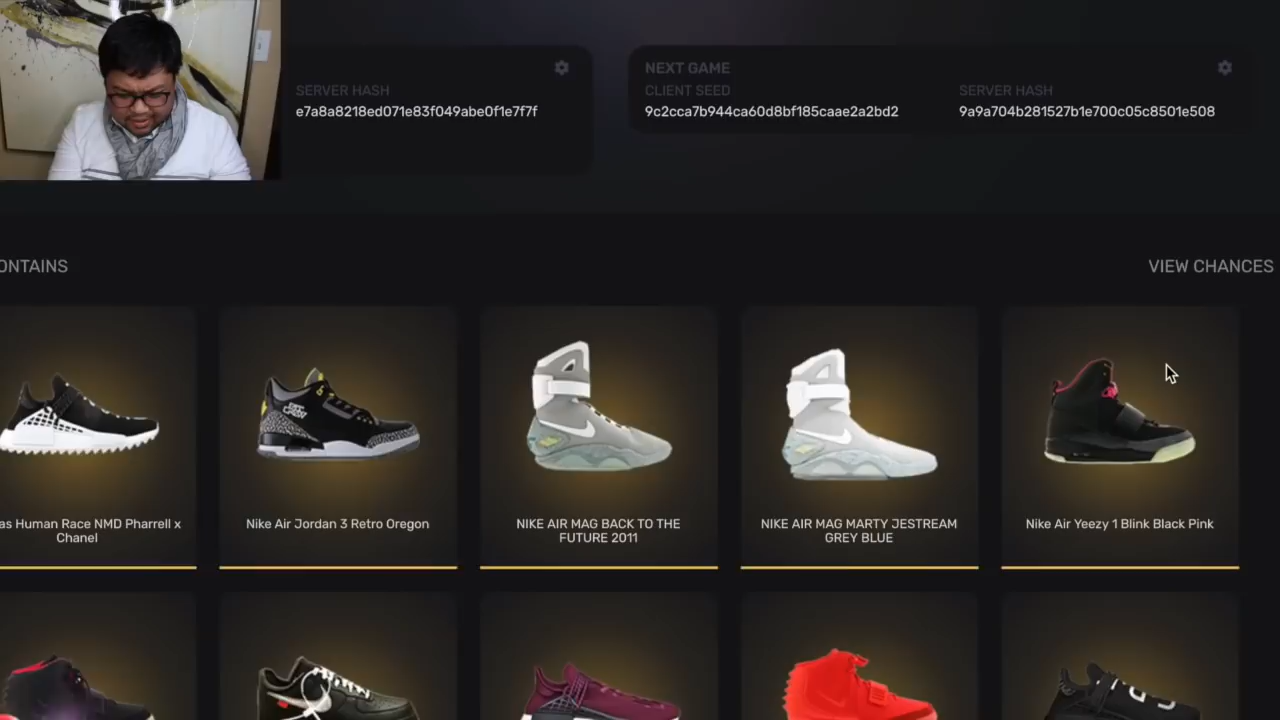 SERVER HASH
e7a8a8218ed071e83f049abe0f1e7f7f
NEXT GAME
CLIENT SEED
9c2cca7b944ca60d8bf185caae2a2bd2
SERVER HASH
9a9a704b281527b1e700c05c8501e508
ONTAINS
VIEW CHANCES
as Human Race NMD Pharrell x
Chanel
Nike Air Jordan 3 Retro Oregon
NIKE AIR MAG BACK TO THE
FUTURE 2011
NIKE AIR MAG MARTY JESTREAM
GREY BLUE
Nike Air Yeezy 1 Blink Black Pink